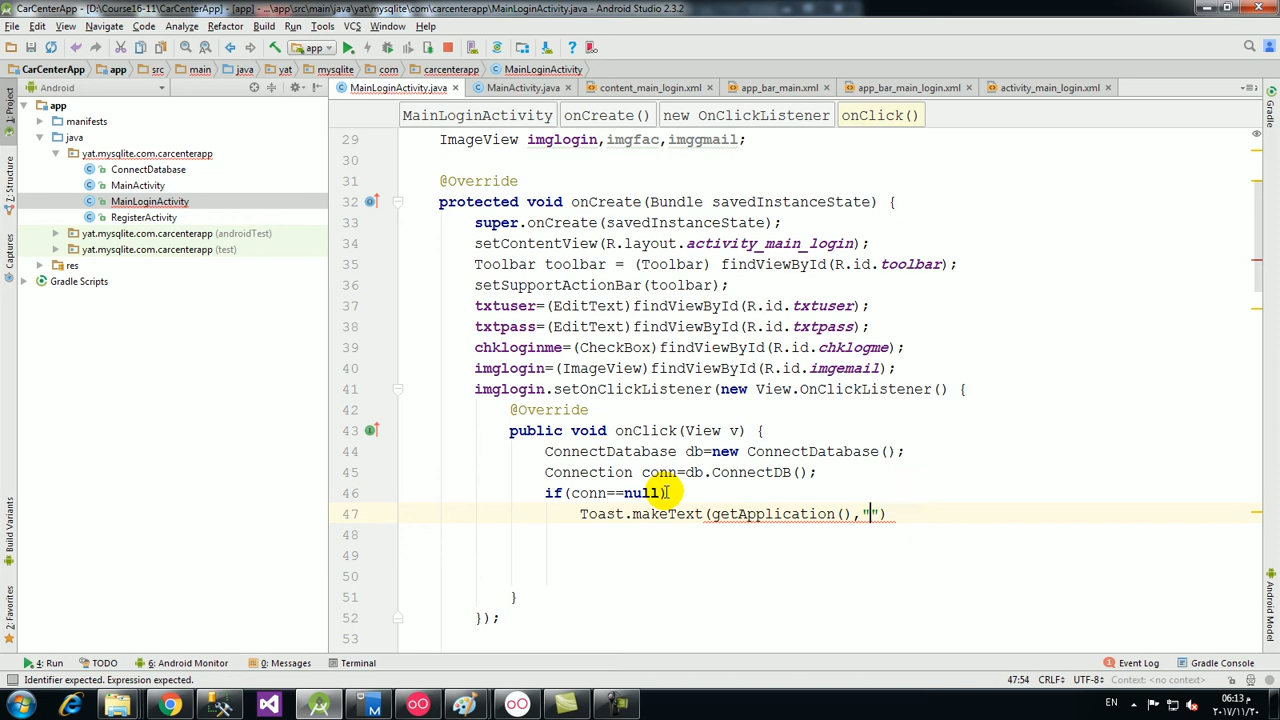 CarCenterApp - [D:\Course16-11\CarCenterApp] - [app] - ...\app\src\main\java\yat\mysqlite\com\carcenterapp\MainLoginActivity.java - Android Studio 2.3.2
File Edit View Navigate Code Analyze Refactor Build Run Tools VCS Window Help
app
CarCenterApp app src main java yat mysqlite com carcenterapp MainLoginActivity
Android MainLoginActivity.java MainActivity.java content_main_login.xml app_bar_main.xml app_bar_main_login.xml activity_main_login.xml
MainLoginActivity onCreate() new OnClickListener onClick()
1: Project
7: Structure
Captures
Build Variants
2: Favorites
Gradle
Android Model
app
manifests
java
yat.mysqlite.com.carcenterapp
ConnectDatabase
MainActivity
MainLoginActivity
RegisterActivity
yat.mysqlite.com.carcenterapp (androidTest)
yat.mysqlite.com.carcenterapp (test)
res
Gradle Scripts
29 ImageView imglogin,imgfac,imggmail;
30
31 @Override
32 protected void onCreate(Bundle savedInstanceState) {
33 super.onCreate(savedInstanceState);
34 setContentView(R.layout.activity_main_login);
35 Toolbar toolbar = (Toolbar) findViewById(R.id.toolbar);
36 setSupportActionBar(toolbar);
37 txtuser=(EditText)findViewById(R.id.txtuser);
38 txtpass=(EditText)findViewById(R.id.txtpass);
39 chkloginme=(CheckBox)findViewById(R.id.chklogme);
40 imglogin=(ImageView)findViewById(R.id.imgemail);
41 imglogin.setOnClickListener(new View.OnClickListener() {
42 @Override
43 public void onClick(View v) {
44 ConnectDatabase db=new ConnectDatabase();
45 Connection conn=db.ConnectDB();
46 if(conn==null)
47 Toast.makeText(getApplication(),"")
48
49
50
51 }
52 });
53
4: Run TODO 6: Android Monitor 0: Messages Terminal 1 Event Log Gradle Console
Identifier expected. Expression expected. 47:54 CRLF÷ UTF-8÷ Context: <no context>
EN 06:13 م
٢٠١٧/١١/٢٠